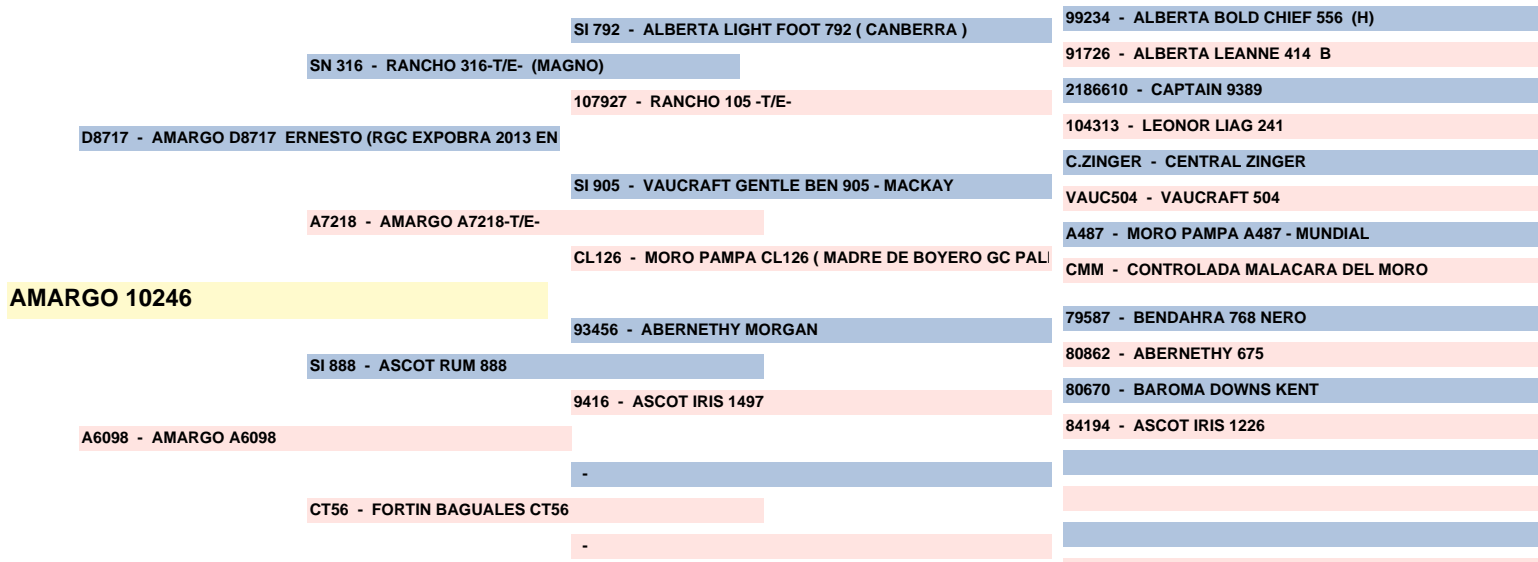 99234 - ALBERTA BOLD CHIEF 556 (H)
SI 792 - ALBERTA LIGHT FOOT 792 ( CANBERRA )
91726 - ALBERTA LEANNE 414 B
SN 316 - RANCHO 316-T/E- (MAGNO)
2186610 - CAPTAIN 9389
107927 - RANCHO 105 -T/E-
104313 - LEONOR LIAG 241
D8717 - AMARGO D8717 ERNESTO (RGC EXPOBRA 2013 EN
C.ZINGER - CENTRAL ZINGER
SI 905 - VAUCRAFT GENTLE BEN 905 - MACKAY
VAUC504 - VAUCRAFT 504
A7218 - AMARGO A7218-T/E-
A487 - MORO PAMPA A487 - MUNDIAL
CL126 - MORO PAMPA CL126 ( MADRE DE BOYERO GC PAL
CMM - CONTROLADA MALACARA DEL MORO
AMARGO 10246
79587 - BENDAHRA 768 NERO
93456 - ABERNETHY MORGAN
80862 - ABERNETHY 675
SI 888 - ASCOT RUM 888
80670 - BAROMA DOWNS KENT
9416 - ASCOT IRIS 1497
84194 - ASCOT IRIS 1226
A6098 - AMARGO A6098
-
CT56 - FORTIN BAGUALES CT56
-